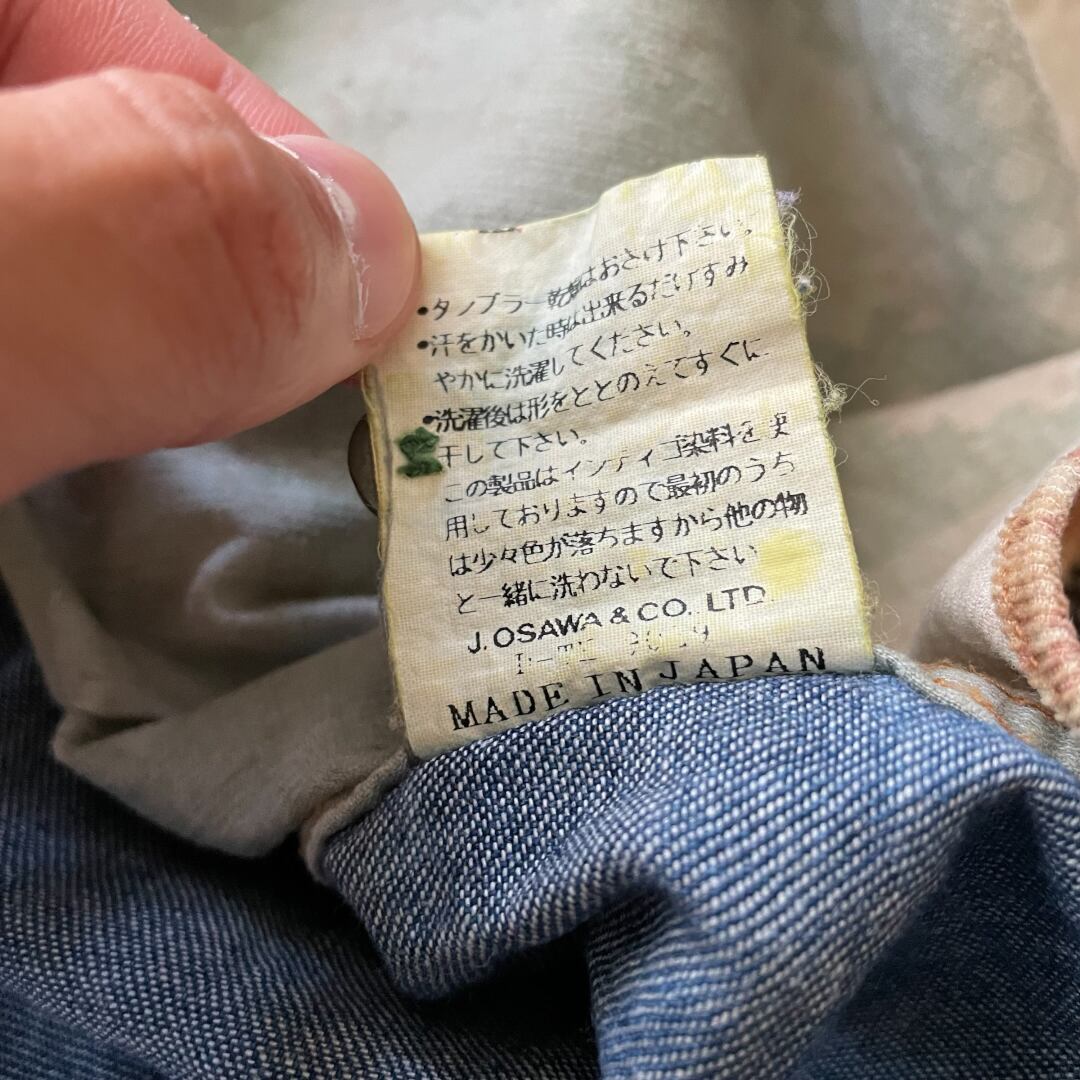 •タンブラー乾燥はおさけ下さい。
•汗をかいた時は出来るだけすみ
やかに洗濯してください。
•洗濯後は形をととのえてすぐに
干して下さい。
この製品はインディゴ染料を使
用しておりますので最初のうち
は少々色が落ちますから他の物
と一緒に洗わないで下さい
J.OSAWA & CO. LTD
MADE IN JAPAN